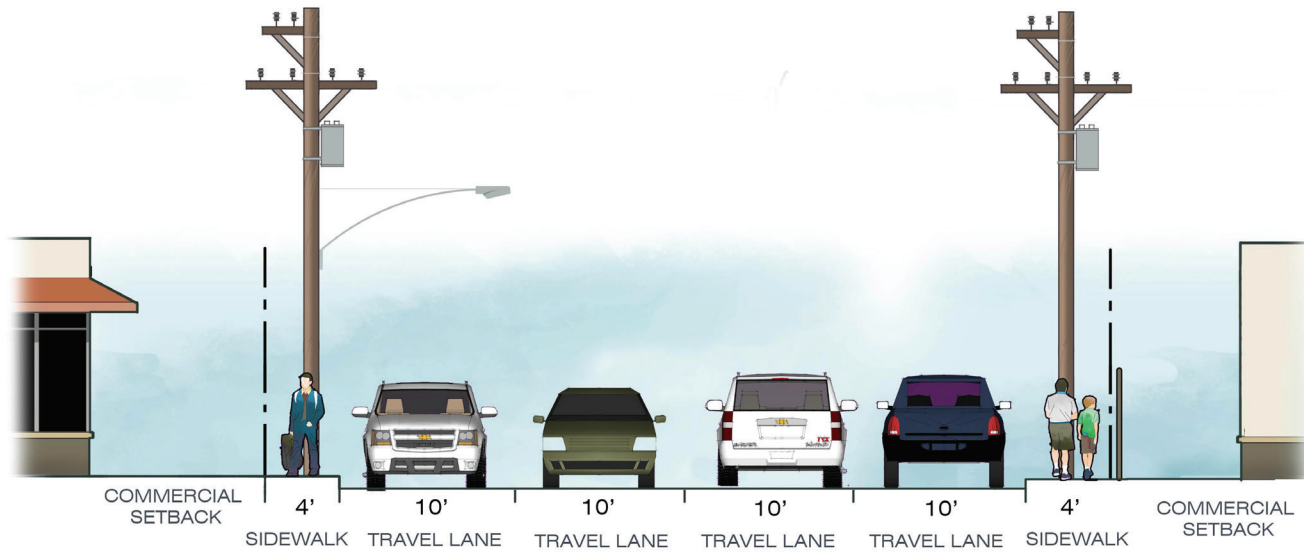 COMMERCIAL
SETBACK
4’
SIDEWALK
10’
TRAVEL LANE
10’
TRAVEL LANE
10’
TRAVEL LANE
10’
TRAVEL LANE
4’
SIDEWALK
COMMERCIAL
SETBACK